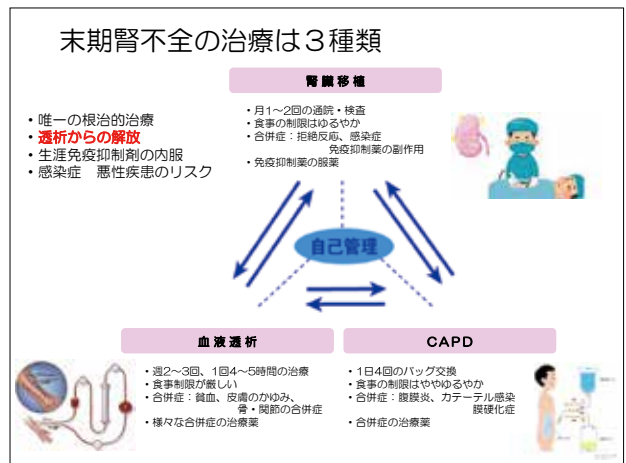 末期腎不全の治療は3種類
腎臓移植
・唯一の根治的治療
・透析からの解放
・生涯免疫抑制剤の内服
・感染症　悪性疾患のリスク
・月1~2回の通院・検査
・食事の制限はゆるやか
・合併症：拒絶反応、感染症
免疫抑制薬の副作用
・免疫抑制薬の服薬
自己管理
血液透析
・週2~3回、1回4~5時間の治療
・食事制限が厳しい
・合併症：貧血、皮膚のかゆみ、
骨・関節の合併症
・様々な合併症の治療薬
CAPD
・1日4回のバッグ交換
・食事の制限はややゆるやか
・合併症：腹膜炎、カテーテル感染
膜硬化症
・合併症の治療薬